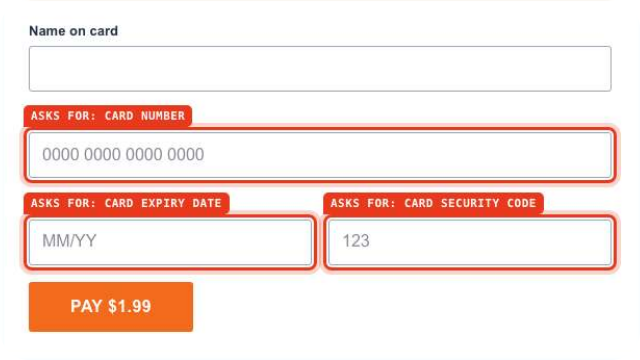 Name on card
ASKS FOR: CARD NUMBER
0000 0000 0000 0000
ASKS FOR: CARD EXPIRY DATE
ASKS FOR: CARD SECURITY CODE
MM/YY
123
PAY $1.99